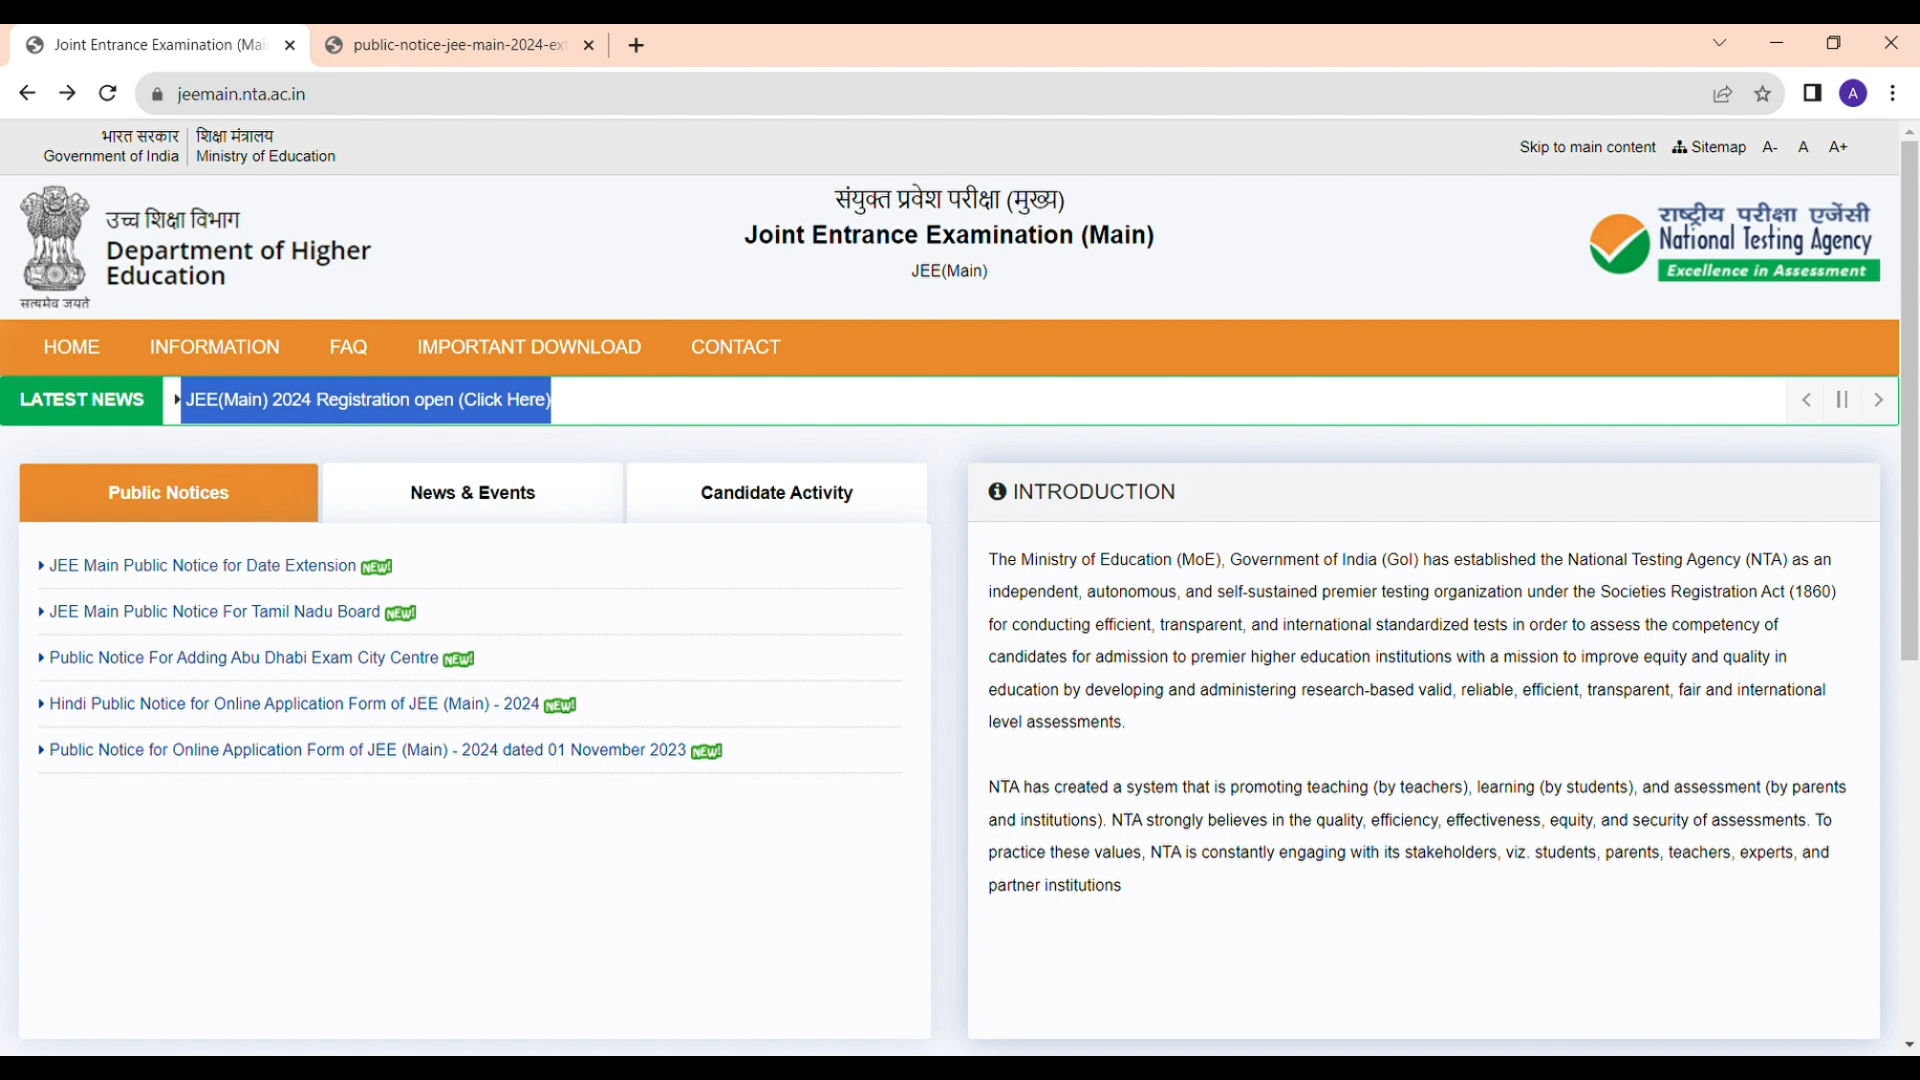 Joint Entrance Examination (Mai
public-notice-jee-main-2024-ext
jeemain.nta.ac.in
A
भारत सरकार
शिक्षा मंत्रालय
Government of India
Ministry of Education
Skip to main content
Sitemap
A-
A
A+
सत्यमेव जयते
उच्च शिक्षा विभाग
Department of Higher
Education
संयुक्त प्रवेश परीक्षा (मुख्य)
Joint Entrance Examination (Main)
JEE(Main)
राष्ट्रीय परीक्षा एजेंसी
National Testing Agency
Excellence in Assessment
HOME INFORMATION FAQ IMPORTANT DOWNLOAD CONTACT
LATEST NEWS
JEE(Main) 2024 Registration open (Click Here)
Public Notices
News & Events
Candidate Activity
JEE Main Public Notice for Date Extension NEW!
JEE Main Public Notice For Tamil Nadu Board NEW!
Public Notice For Adding Abu Dhabi Exam City Centre NEW!
Hindi Public Notice for Online Application Form of JEE (Main) - 2024 NEW!
Public Notice for Online Application Form of JEE (Main) - 2024 dated 01 November 2023 NEW!
INTRODUCTION
The Ministry of Education (MoE), Government of India (GoI) has established the National Testing Agency (NTA) as an
independent, autonomous, and self-sustained premier testing organization under the Societies Registration Act (1860)
for conducting efficient, transparent, and international standardized tests in order to assess the competency of
candidates for admission to premier higher education institutions with a mission to improve equity and quality in
education by developing and administering research-based valid, reliable, efficient, transparent, fair and international
level assessments.
NTA has created a system that is promoting teaching (by teachers), learning (by students), and assessment (by parents
and institutions). NTA strongly believes in the quality, efficiency, effectiveness, equity, and security of assessments. To
practice these values, NTA is constantly engaging with its stakeholders, viz. students, parents, teachers, experts, and
partner institutions